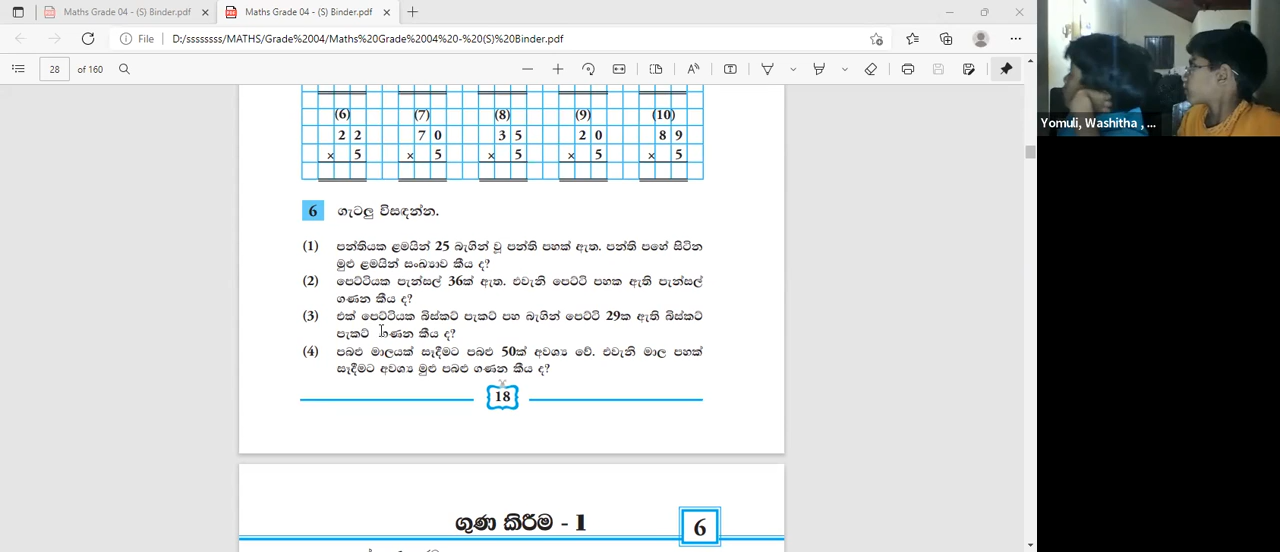 Maths Grade 04 - (S) Binder.pdf
Maths Grade 04 - (S) Binder.pdf
File
D:/ssssssss/MATHS/Grade%2004/Maths%20Grade%2004%20-%20(S)%20Binder.pdf
28 of 160
Yomuli, Washitha , ...
(6) (7) (8) (9) (10)
2 2 7 0 3 5 2 0 8 9
× 5 × 5 × 5 × 5 × 5
6 ගැටලු විසඳන්න.
(1) පන්තියක ළමයින් 25 බැගින් වූ පන්ති පහක් ඇත. පන්ති පහේ සිටින
මුළු ළමයින් සංඛ්‍යාව කීය ද?
(2) පෙට්ටියක පැන්සල් 36ක් ඇත. එවැනි පෙට්ටි පහක ඇති පැන්සල්
ගණන කීය ද?
(3) එක් පෙට්ටියක බිස්කට් පැකට් පහ බැගින් පෙට්ටි 29ක ඇති බිස්කට්
පැකට් ගණන කීය ද?
(4) පබළු මාලයක් සෑදීමට පබළු 50ක් අවශ්‍ය වේ. එවැනි මාල පහක්
සෑදීමට අවශ්‍ය මුළු පබළු ගණන කීය ද?
18
ගුණ කිරීම - 1
6